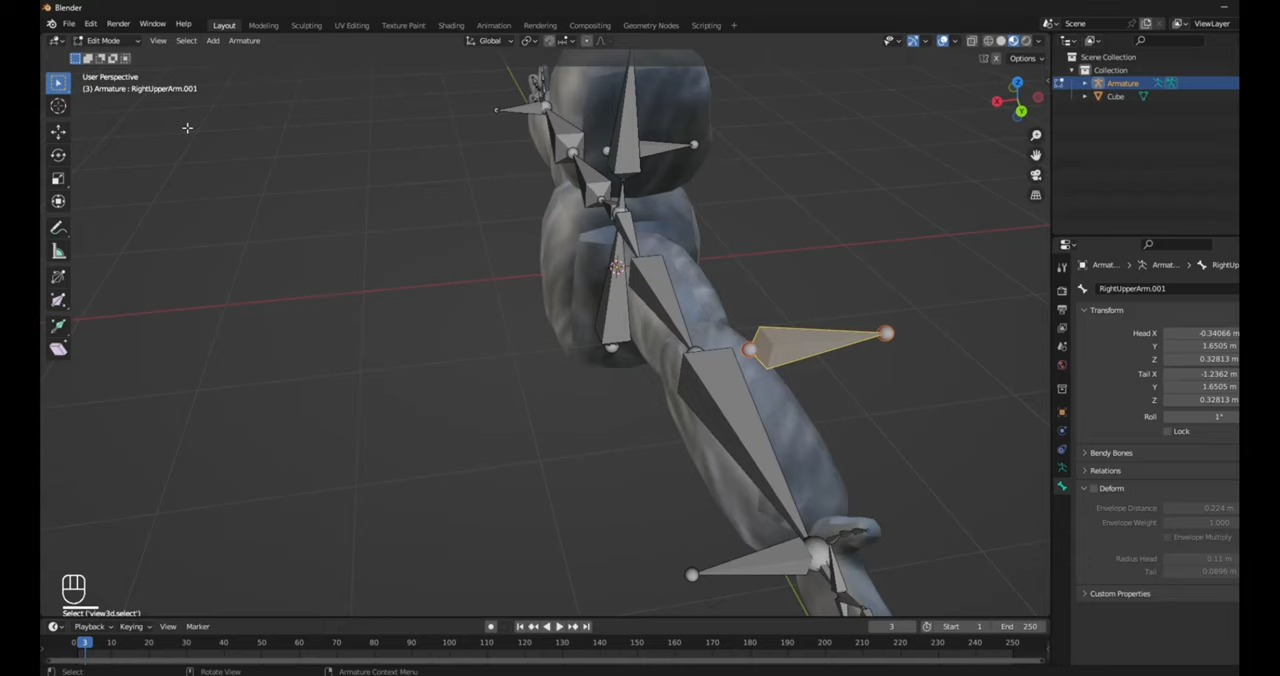 Blender
File Edit Render Window Help
Layout Modeling Sculpting UV Editing Texture Paint Shading Animation Rendering Compositing Geometry Nodes Scripting +
Scene
ViewLayer
Edit Mode View Select Add Armature
Global
Options
User Perspective
(3) Armature : RightUpperArm.001
Z
X
Y
Scene Collection
Collection
Armature
Cube
Armat... > Armat... > RightUp
RightUpperArm.001
Transform
Head X -0.34066 m
Y 1.6505 m
Z 0.32813 m
Tail X -1.2362 m
Y 1.6505 m
Z 0.32813 m
Roll 1°
Lock
Bendy Bones
Relations
Deform
Envelope Distance 0.224 m
Envelope Weight 1.000
Envelope Multiply
Radius Head 0.11 m
Tail 0.0896 m
Custom Properties
Select ('view3d.select')
Playback Keying View Marker
3
Start 1 End 250
0 3 10 20 30 40 50 60 70 80 90 100 110 120 130 140 150 160 170 180 190 200 210 220 230 240 250
Select Rotate View Armature Context Menu